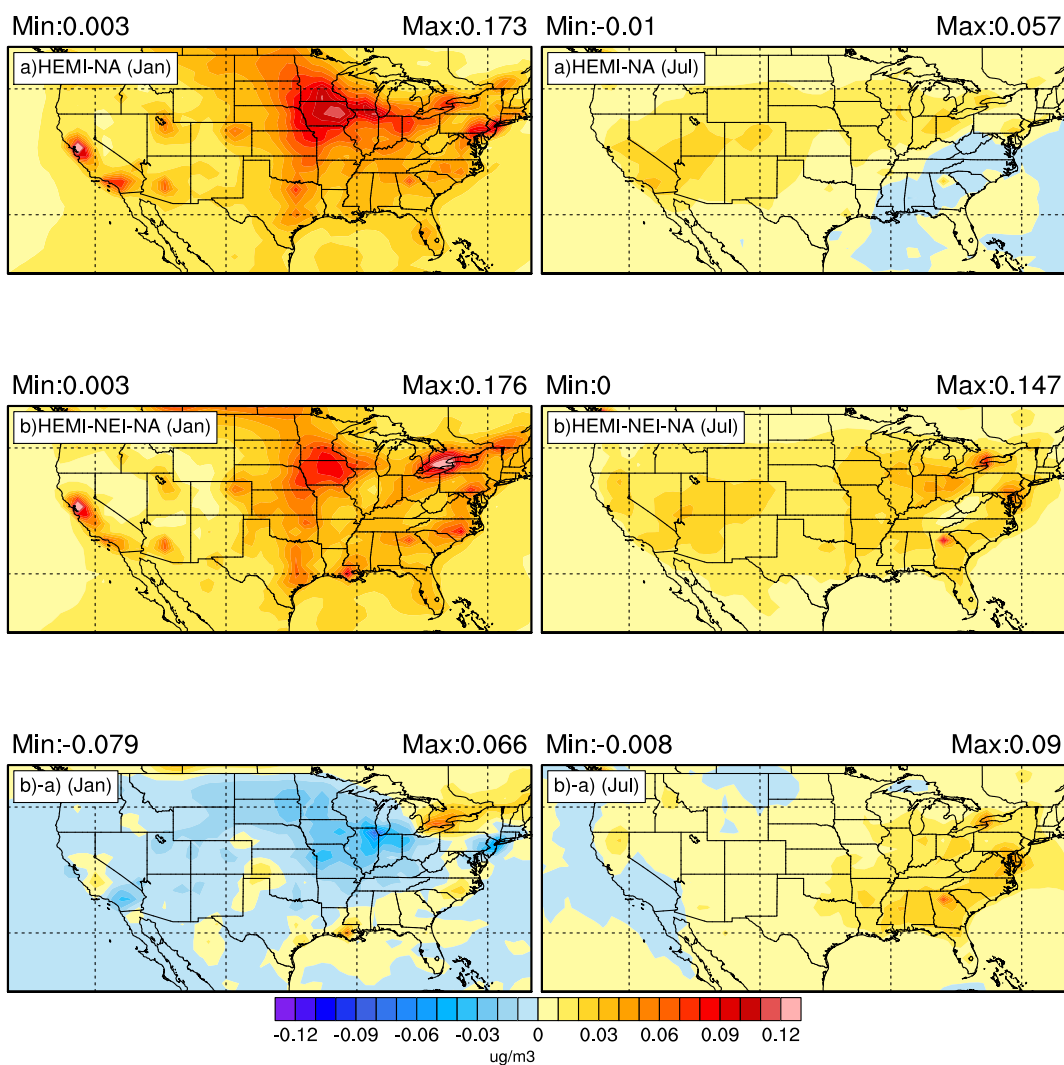 Min:0.003 Max:0.173 Min:-0.01 Max:0.057
a)HEMI-NA (Jan) a)HEMI-NA (Jul)
Min:0.003 Max:0.176 Min:0 Max:0.147
b)HEMI-NEI-NA (Jan) b)HEMI-NEI-NA (Jul)
Min:-0.079 Max:0.066 Min:-0.008 Max:0.09
b)-a) (Jan) b)-a) (Jul)
-0.12 -0.09 -0.06 -0.03 0 0.03 0.06 0.09 0.12
ug/m3